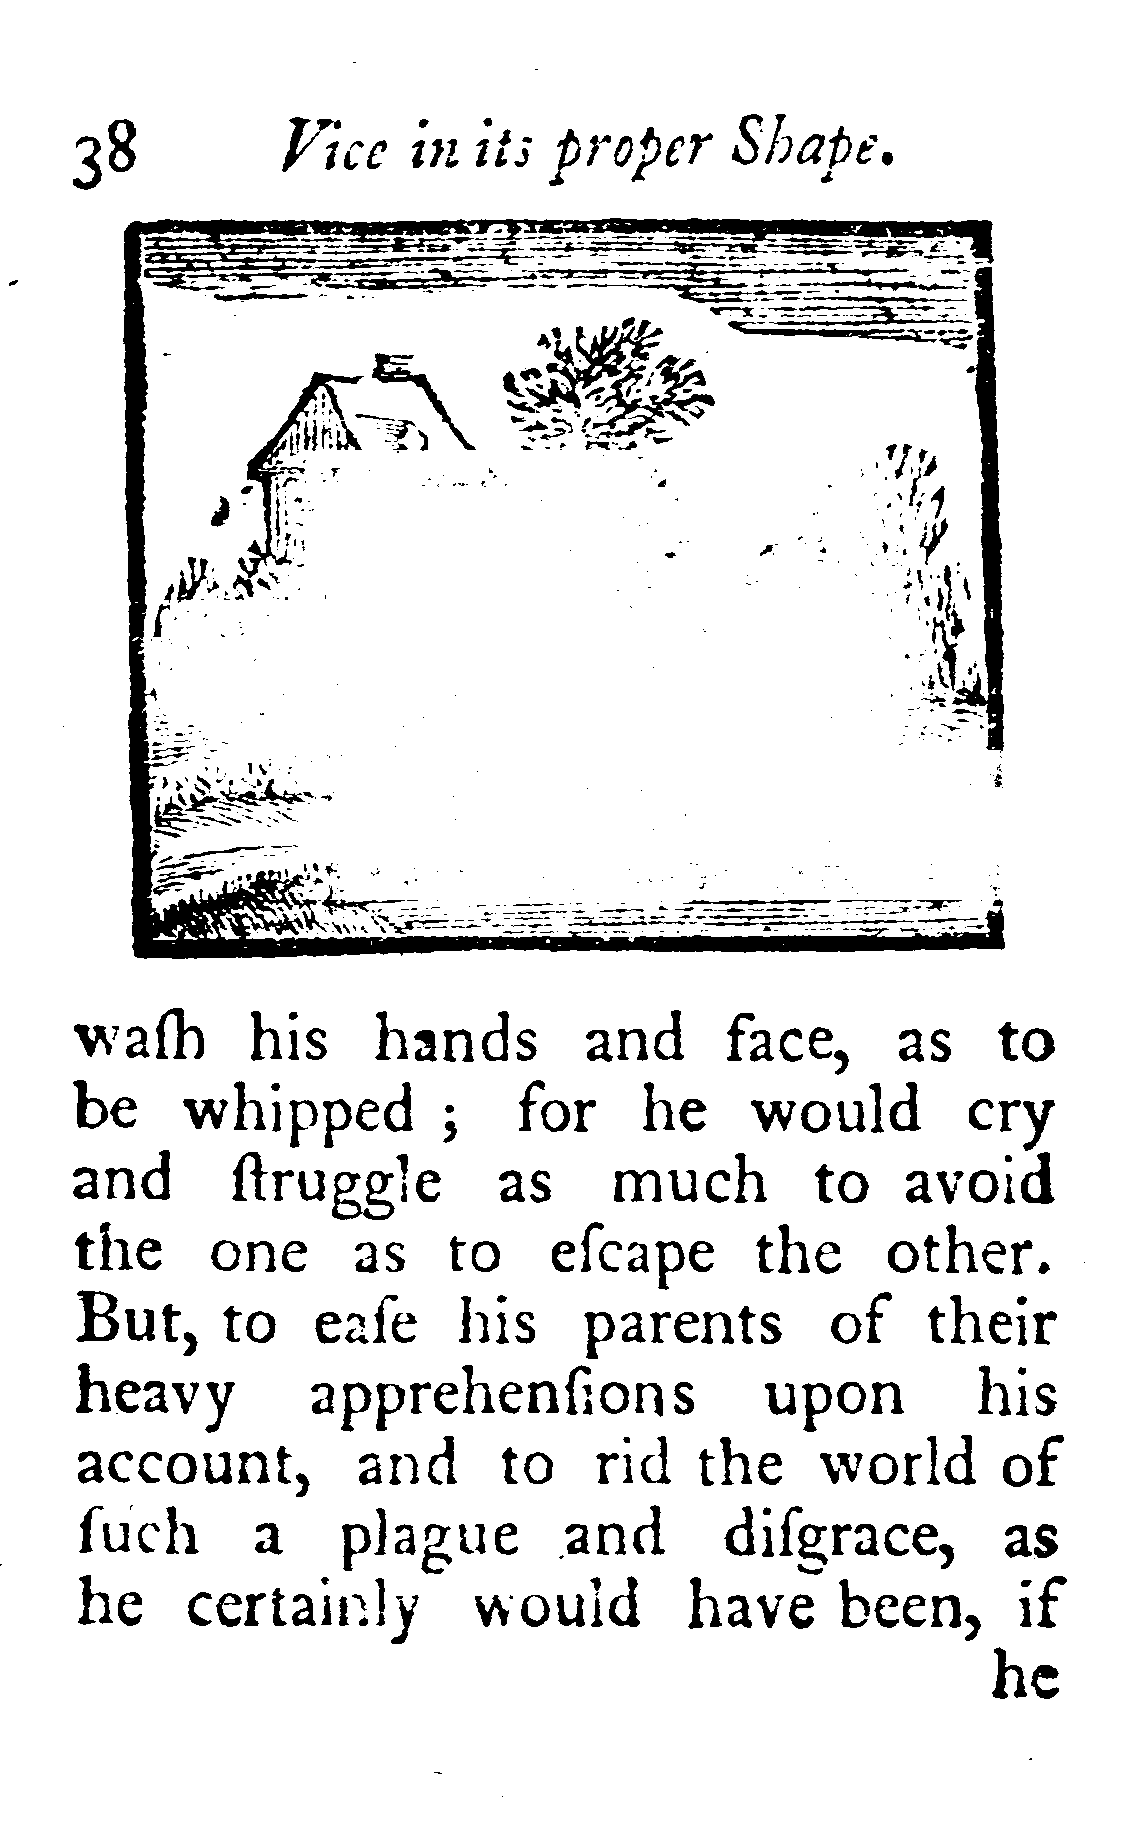 38 Vice in its proper Shape.
waſh his hands and face, as to
be whipped ; for he would cry
and ſtruggle as much to avoid
the one as to eſcape the other.
But, to eaſe his parents of their
heavy apprehenſions upon his
account, and to rid the world of
ſuch a plague and diſgrace, as
he certainly would have been, if
he